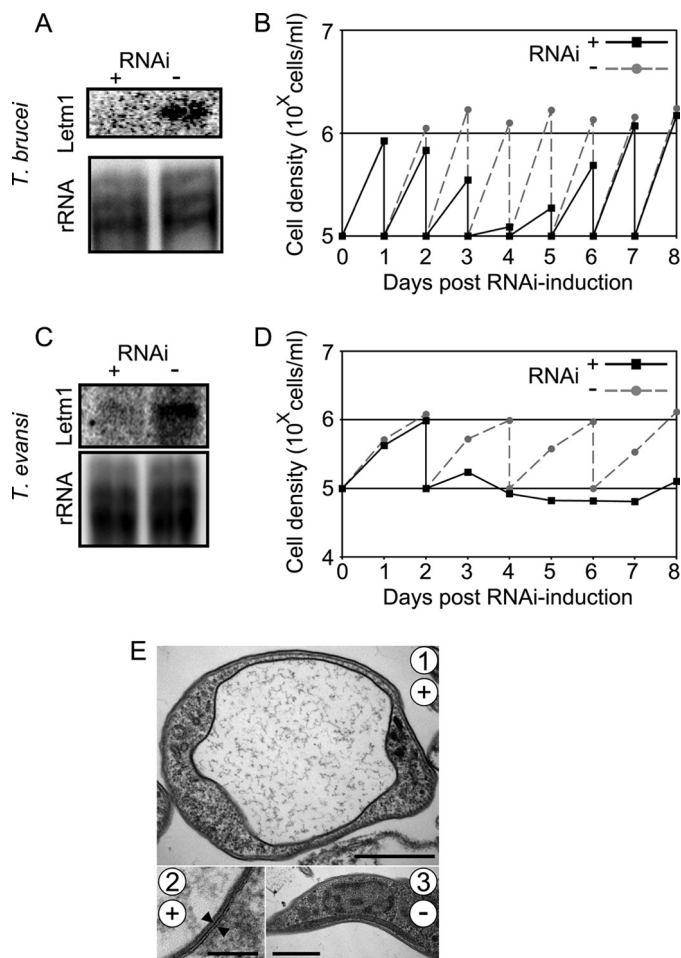 A
RNAi
+ -
T. brucei
Letm1
rRNA
B
RNAi
+
-
Cell density (10^X cells/ml)
7
6
5
0 1 2 3 4 5 6 7 8
Days post RNAi-induction
C
RNAi
+ -
T. evansi
Letm1
rRNA
D
RNAi
+
-
Cell density (10^X cells/ml)
7
6
5
4
0 1 2 3 4 5 6 7 8
Days post RNAi-induction
E
1
+
2
+
3
-